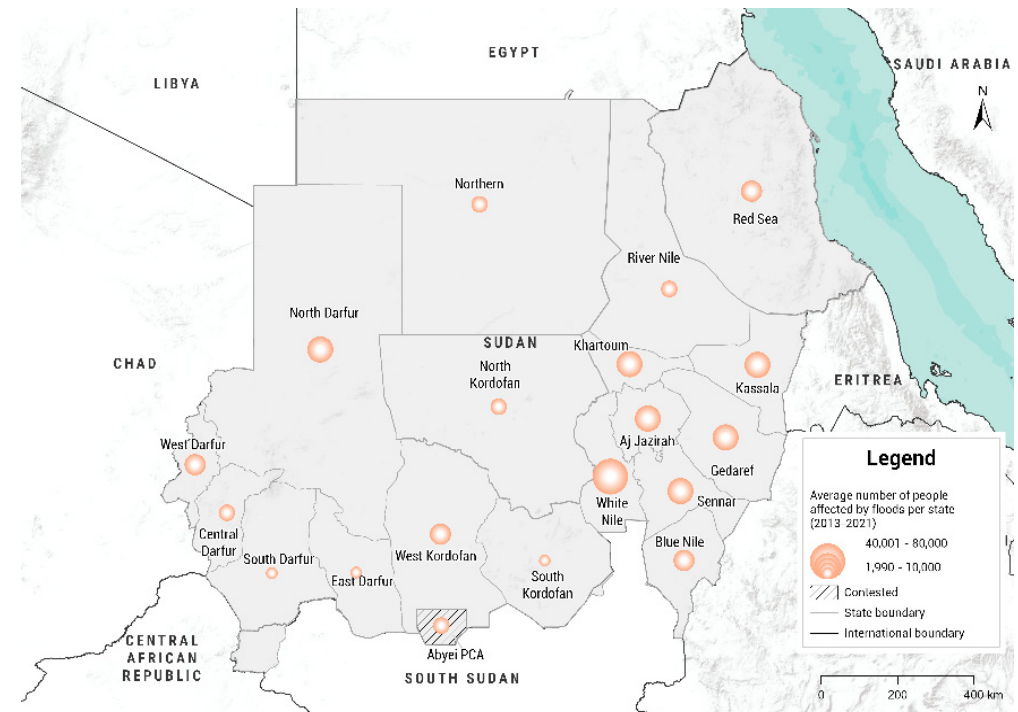 EGYPT
LIBYA
SAUDI ARABIA
N
Northern
Red Sea
River Nile
North Darfur
SUDAN
Khartoum
CHAD
North
Kordofan
Kassala
ERITREA
Aj Jazirah
West Darfur
Gedaref
White
Nile
Sennar
Central
Darfur
South Darfur
West Kordofan
Blue Nile
East Darfur
South
Kordofan
Abyei PCA
CENTRAL
AFRICAN
REPUBLIC
SOUTH SUDAN
Legend
Average number of people
affected by floods per state
(2013-2021)
40,001 - 80,000
1,990 - 10,000
Contested
State boundary
International boundary
0 200 400 km